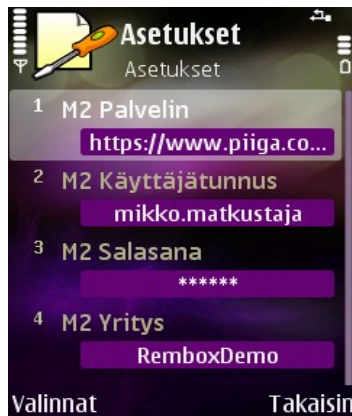 Asetukset
Asetukset
1 M2 Palvelin
https://www.piiga.co...
2 M2 Käyttäjätunnus
mikko.matkustaja
3 M2 Salasana
******
4 M2 Yritys
RemboxDemo
Valinnat Takaisin